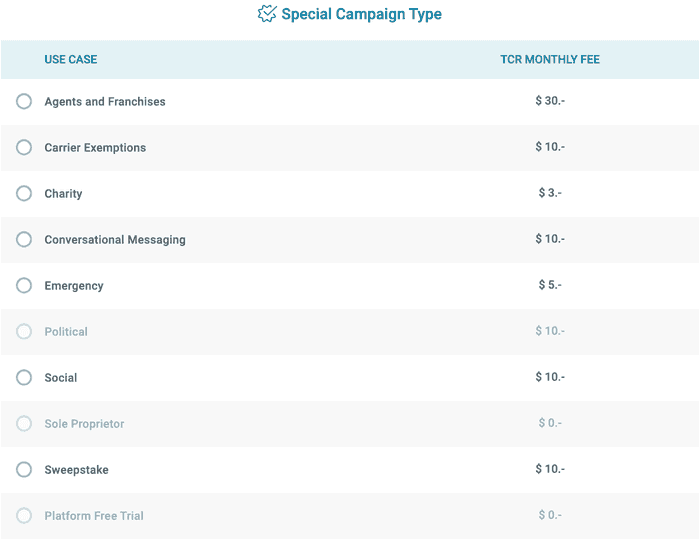 Special Campaign Type
USE CASE TCR MONTHLY FEE
Agents and Franchises $ 30.-
Carrier Exemptions $ 10.-
Charity $ 3.-
Conversational Messaging $ 10.-
Emergency $ 5.-
Political $ 10.-
Social $ 10.-
Sole Proprietor $ 0.-
Sweepstake $ 10.-
Platform Free Trial $ 0.-